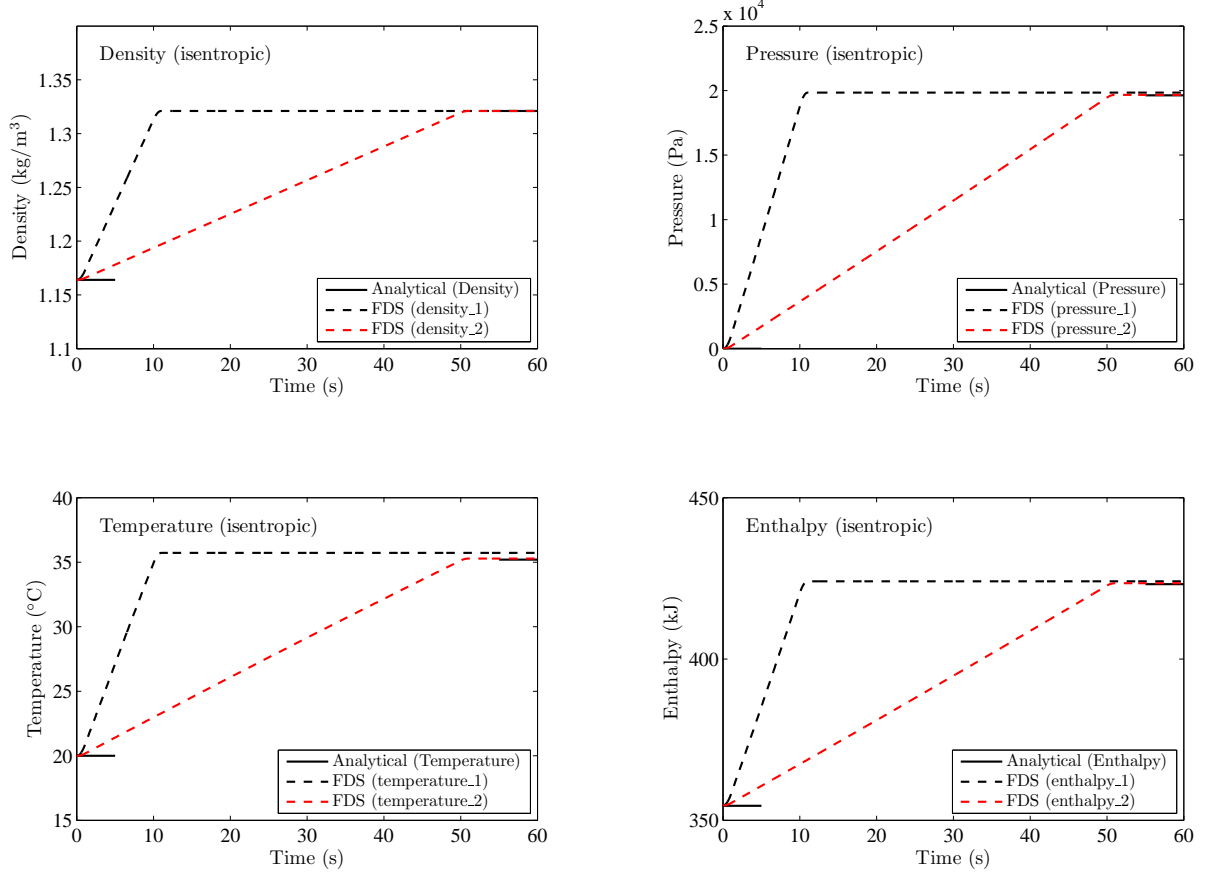 Density (isentropic)
1.35
1.3
1.25
1.2
1.15
1.1
Density (kg/m³)
Analytical (Density)
FDS (density_1)
FDS (density_2)
0 10 20 30 40 50 60
Time (s)
x 10⁴
Pressure (isentropic)
2.5
2
1.5
1
0.5
0
Pressure (Pa)
Analytical (Pressure)
FDS (pressure_1)
FDS (pressure_2)
0 10 20 30 40 50 60
Time (s)
Temperature (isentropic)
40
35
30
25
20
15
Temperature (°C)
Analytical (Temperature)
FDS (temperature_1)
FDS (temperature_2)
0 10 20 30 40 50 60
Time (s)
Enthalpy (isentropic)
450
400
350
Enthalpy (kJ)
Analytical (Enthalpy)
FDS (enthalpy_1)
FDS (enthalpy_2)
0 10 20 30 40 50 60
Time (s)